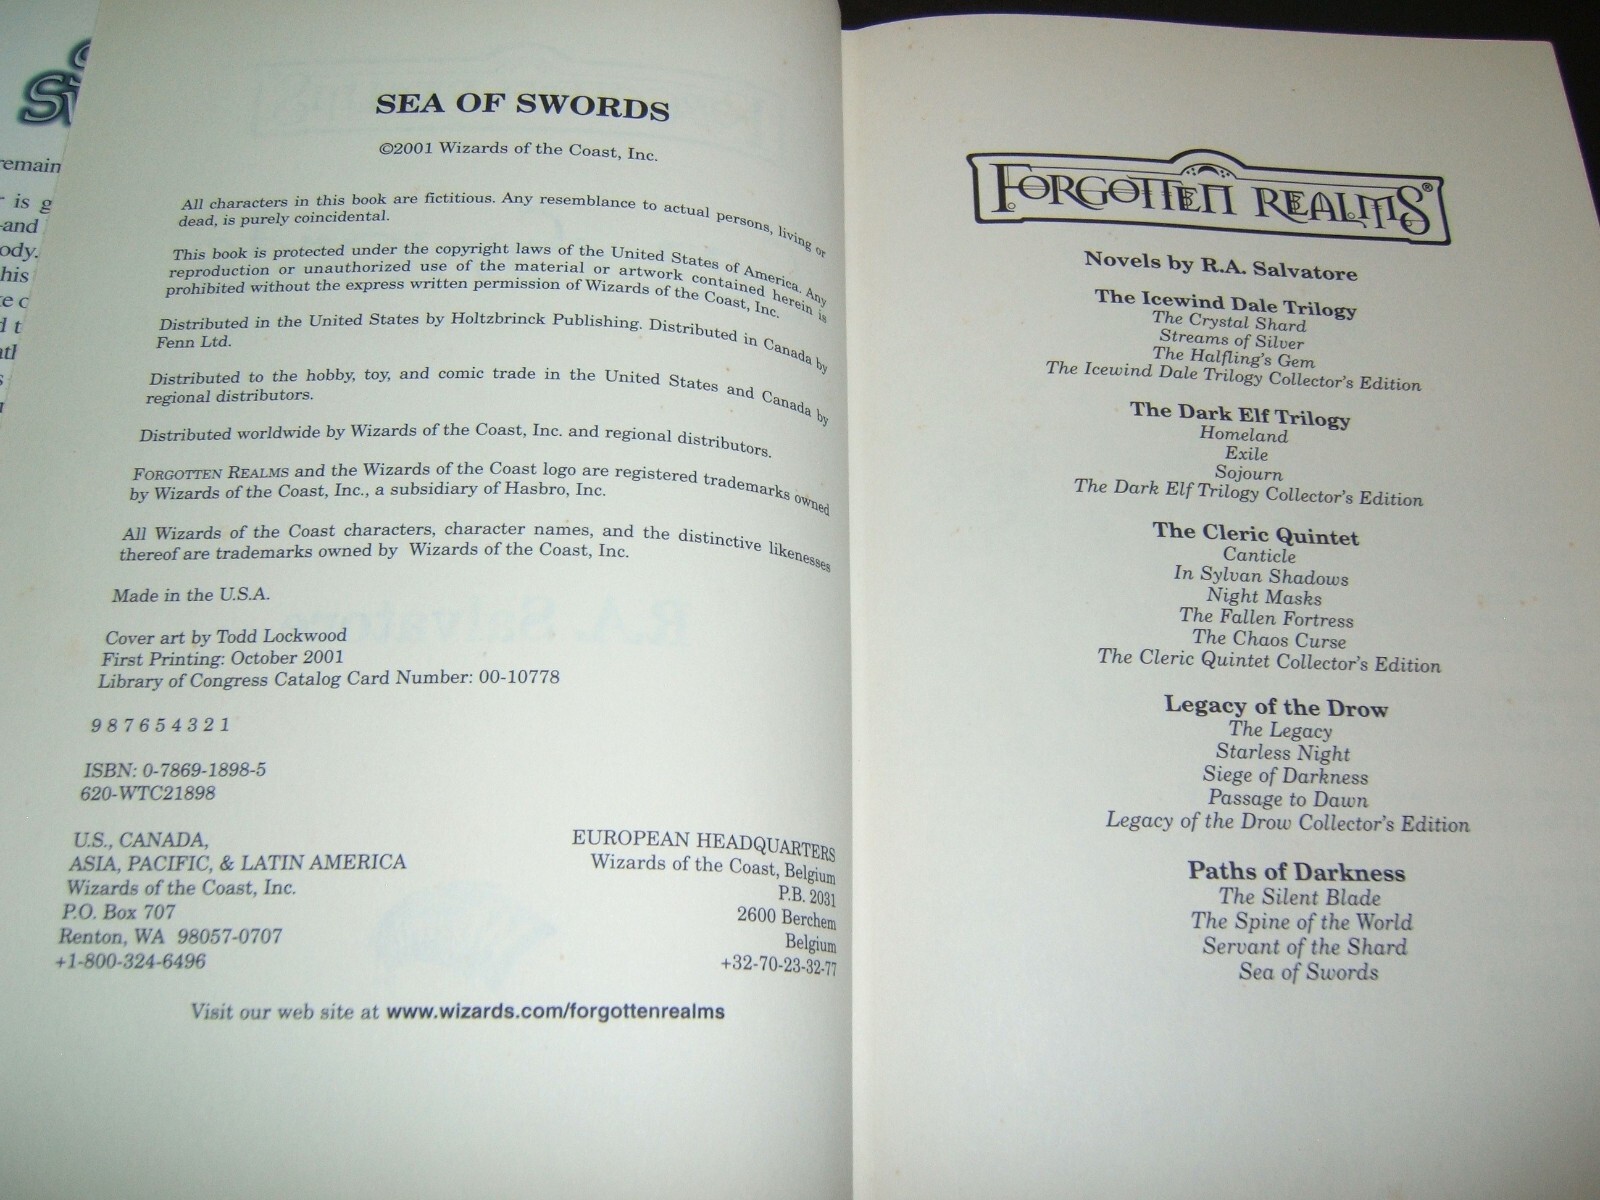 remain
is g
and
ody.
his
SEA OF SWORDS
©2001 Wizards of the Coast, Inc.
All characters in this book are fictitious. Any resemblance to actual persons, living or
dead, is purely coincidental.
This book is protected under the copyright laws of the United States of America. Any
reproduction or unauthorized use of the material or artwork contained herein is
prohibited without the express written permission of Wizards of the Coast, Inc.
Distributed in the United States by Holtzbrinck Publishing. Distributed in Canada by
Fenn Ltd.
Distributed to the hobby, toy, and comic trade in the United States and Canada by
regional distributors.
Distributed worldwide by Wizards of the Coast, Inc. and regional distributors.
FORGOTTEN REALMS and the Wizards of the Coast logo are registered trademarks owned
by Wizards of the Coast, Inc., a subsidiary of Hasbro, Inc.
All Wizards of the Coast characters, character names, and the distinctive likenesses
thereof are trademarks owned by Wizards of the Coast, Inc.
Made in the U.S.A.
Cover art by Todd Lockwood
First Printing: October 2001
Library of Congress Catalog Card Number: 00-10778
9 8 7 6 5 4 3 2 1
ISBN: 0-7869-1898-5
620-WTC21898
U.S., CANADA,
ASIA, PACIFIC, & LATIN AMERICA
Wizards of the Coast, Inc.
P.O. Box 707
Renton, WA 98057-0707
+1-800-324-6496
EUROPEAN HEADQUARTERS
Wizards of the Coast, Belgium
P.B. 2031
2600 Berchem
Belgium
+32-70-23-32-77
Visit our web site at www.wizards.com/forgottenrealms
FORGOTTEN REALMS®
Novels by R.A. Salvatore
The Icewind Dale Trilogy
The Crystal Shard
Streams of Silver
The Halfling's Gem
The Icewind Dale Trilogy Collector's Edition
The Dark Elf Trilogy
Homeland
Exile
Sojourn
The Dark Elf Trilogy Collector's Edition
The Cleric Quintet
Canticle
In Sylvan Shadows
Night Masks
The Fallen Fortress
The Chaos Curse
The Cleric Quintet Collector's Edition
Legacy of the Drow
The Legacy
Starless Night
Siege of Darkness
Passage to Dawn
Legacy of the Drow Collector's Edition
Paths of Darkness
The Silent Blade
The Spine of the World
Servant of the Shard
Sea of Swords